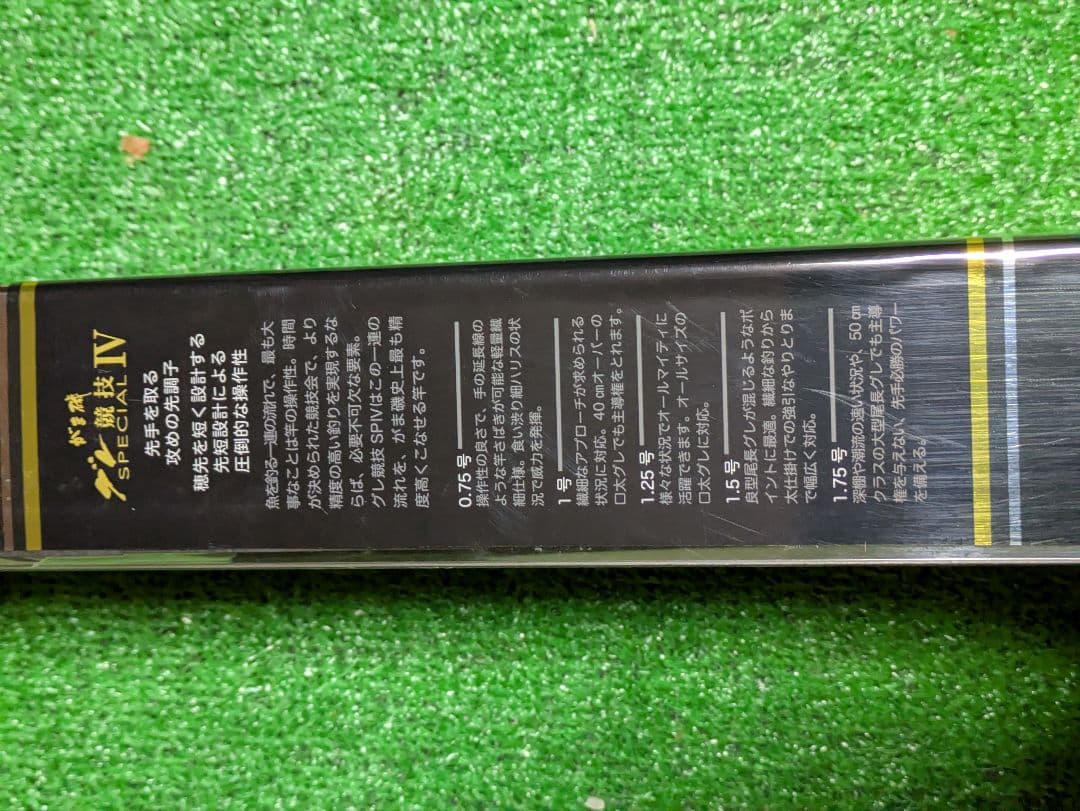 がま磯
グレ競技 IV
SPECIAL
先手を取る
攻めの先調子
穂先を短く設計する
先短設計による
圧倒的な操作性
魚を釣る一連の流れで、最も大
事なことは竿の操作性。時間
が決められた競技会で、より
精度の高い釣りを実現するな
らば、必要不可欠な要素。
グレ競技 SPIVはこの一連の
流れを、がま磯史上最も精
度高くこなせる竿です。
0.75号
操作性の良さで、手の延長線の
ような竿さばきが可能な軽量繊
細仕様。食い渋り細ハリスの状
況で威力を発揮。
1号
繊細なアプローチが求められる
状況に対応。40㎝オーバーの
口太グレでも主導権をとれます。
1.25号
様々な状況でオールマイティに
活躍できます。オールサイズの
口太グレに対応。
1.5号
良型尾長グレが混じるようなポ
イントに最適。繊細な釣りから
太仕掛けでの強引なやりとりま
で幅広く対応。
1.75号
深棚や潮流の速い状況や、50㎝
クラスの大型尾長グレでも主導
権を与えない、先手必勝のパワー
を備える。